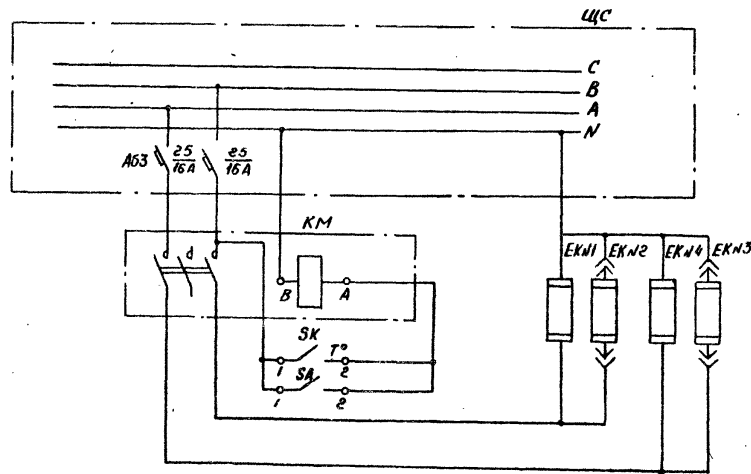 ЩС
C
B
A
N
А63 25/16А 25/16А
КМ
B A
EKN1 EKN2 EKN4 EKN3
SK T°
1 2
SA
1 2